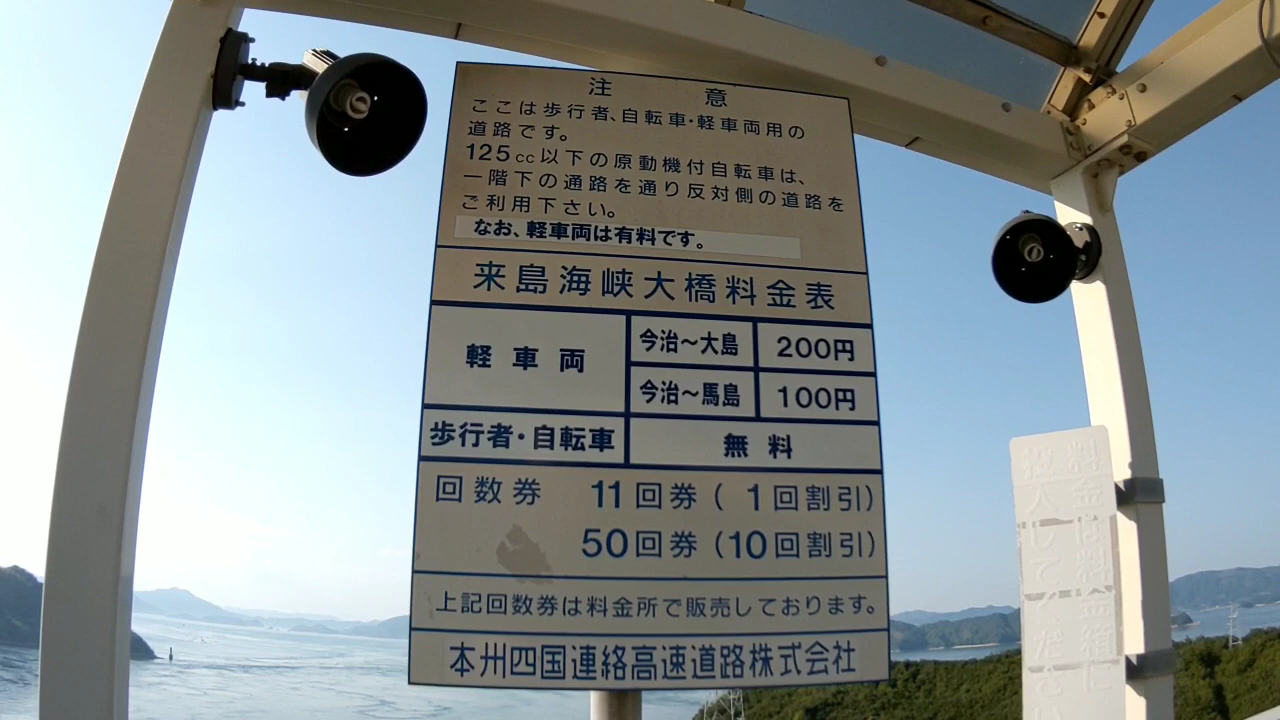 注意
ここは歩行者、自転車・軽車両用の
道路です。
125cc以下の原動機付自転車は、
一階下の通路を通り反対側の道路を
ご利用下さい。
なお、軽車両は有料です。
来島海峡大橋料金表
軽車両
今治〜大島 200円
今治〜馬島 100円
歩行者・自転車 無料
回数券 11回券(1回割引)
50回券(10回割引)
上記回数券は料金所で販売しております。
本州四国連絡高速道路株式会社
料金は料金箱に
投入して下さい